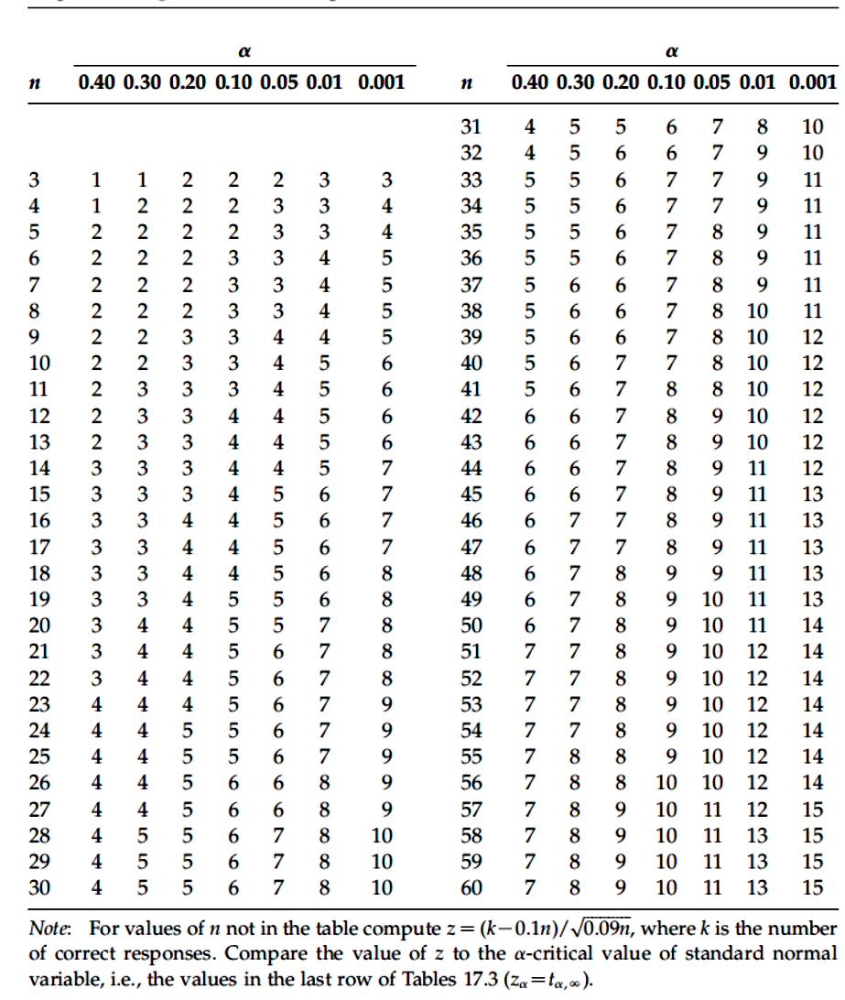 α α
n 0.40 0.30 0.20 0.10 0.05 0.01 0.001 n 0.40 0.30 0.20 0.10 0.05 0.01 0.001
31 4 5 5 6 7 8 10
32 4 5 6 6 7 9 10
3 1 1 2 2 2 3 3 33 5 5 6 7 7 9 11
4 1 2 2 2 3 3 4 34 5 5 6 7 7 9 11
5 2 2 2 2 3 3 4 35 5 5 6 7 8 9 11
6 2 2 2 3 3 4 5 36 5 5 6 7 8 9 11
7 2 2 2 3 3 4 5 37 5 6 6 7 8 9 11
8 2 2 2 3 3 4 5 38 5 6 6 7 8 10 11
9 2 2 3 3 4 4 5 39 5 6 6 7 8 10 12
10 2 2 3 3 4 5 6 40 5 6 7 7 8 10 12
11 2 3 3 3 4 5 6 41 5 6 7 8 8 10 12
12 2 3 3 4 4 5 6 42 6 6 7 8 9 10 12
13 2 3 3 4 4 5 6 43 6 6 7 8 9 10 12
14 3 3 3 4 4 5 7 44 6 6 7 8 9 11 12
15 3 3 3 4 5 6 7 45 6 6 7 8 9 11 13
16 3 3 4 4 5 6 7 46 6 7 7 8 9 11 13
17 3 3 4 4 5 6 7 47 6 7 7 8 9 11 13
18 3 3 4 4 5 6 8 48 6 7 8 9 9 11 13
19 3 3 4 5 5 6 8 49 6 7 8 9 10 11 13
20 3 4 4 5 5 7 8 50 6 7 8 9 10 11 14
21 3 4 4 5 6 7 8 51 7 7 8 9 10 12 14
22 3 4 4 5 6 7 8 52 7 7 8 9 10 12 14
23 4 4 4 5 6 7 9 53 7 7 8 9 10 12 14
24 4 4 5 5 6 7 9 54 7 7 8 9 10 12 14
25 4 4 5 5 6 7 9 55 7 8 8 9 10 12 14
26 4 4 5 6 6 8 9 56 7 8 8 10 10 12 14
27 4 4 5 6 6 8 9 57 7 8 9 10 11 12 15
28 4 5 5 6 7 8 10 58 7 8 9 10 11 13 15
29 4 5 5 6 7 8 10 59 7 8 9 10 11 13 15
30 4 5 5 6 7 8 10 60 7 8 9 10 11 13 15
Note: For values of n not in the table compute z = (k−0.1n)/√0.09n, where k is the number
of correct responses. Compare the value of z to the α-critical value of standard normal
variable, i.e., the values in the last row of Tables 17.3 (zα = tα,∞).